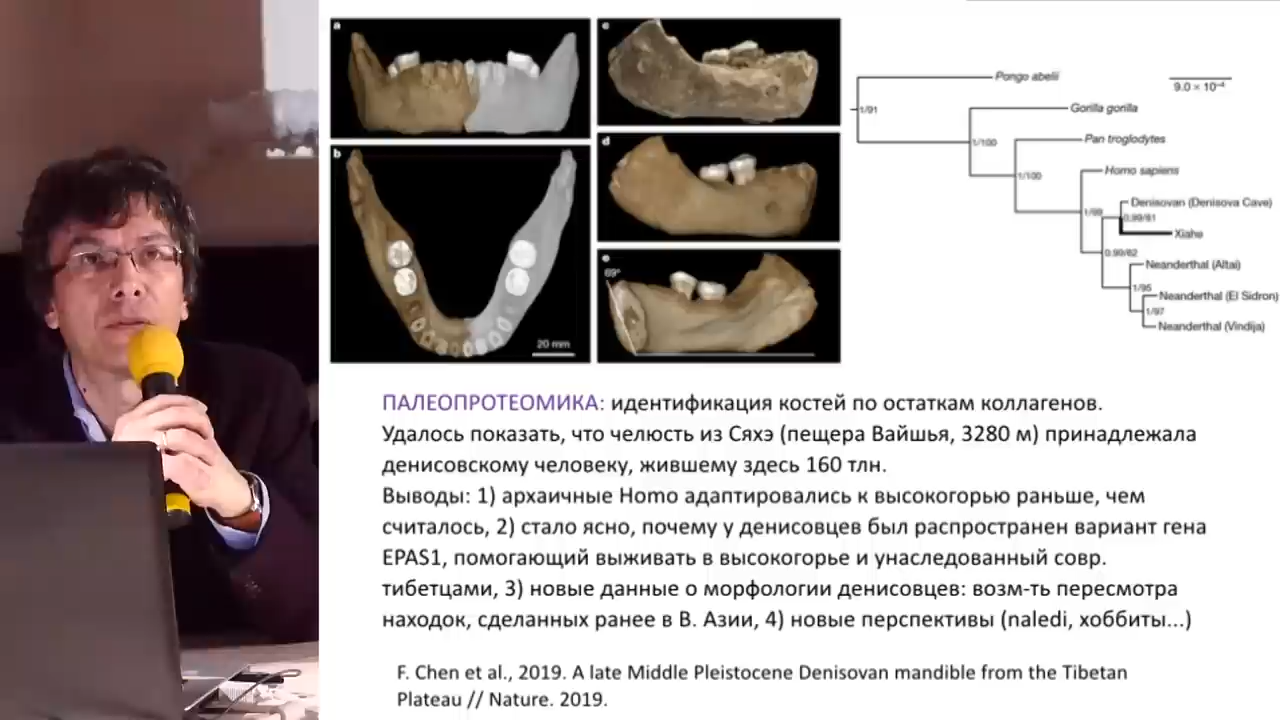 a
c
Pongo abelii
9.0 × 10⁻⁴
1/91
Gorilla gorilla
1/100
Pan troglodytes
b
d
1/100
Homo sapiens
Denisovan (Denisova Cave)
1/99
0.99/81
Xiahe
0.99/62
e
Neanderthal (Altai)
69°
1/95
Neanderthal (El Sidron)
1/97
Neanderthal (Vindija)
20 mm
ПАЛЕОПРОТЕОМИКА: идентификация костей по остаткам коллагенов.
Удалось показать, что челюсть из Сяхэ (пещера Вайшья, 3280 м) принадлежала
денисовскому человеку, жившему здесь 160 тлн.
Выводы: 1) архаичные Homo адаптировались к высокогорью раньше, чем
считалось, 2) стало ясно, почему у денисовцев был распространен вариант гена
EPAS1, помогающий выживать в высокогорье и унаследованный совр.
тибетцами, 3) новые данные о морфологии денисовцев: возм-ть пересмотра
находок, сделанных ранее в В. Азии, 4) новые перспективы (naledi, хоббиты...)
F. Chen et al., 2019. A late Middle Pleistocene Denisovan mandible from the Tibetan
Plateau // Nature. 2019.